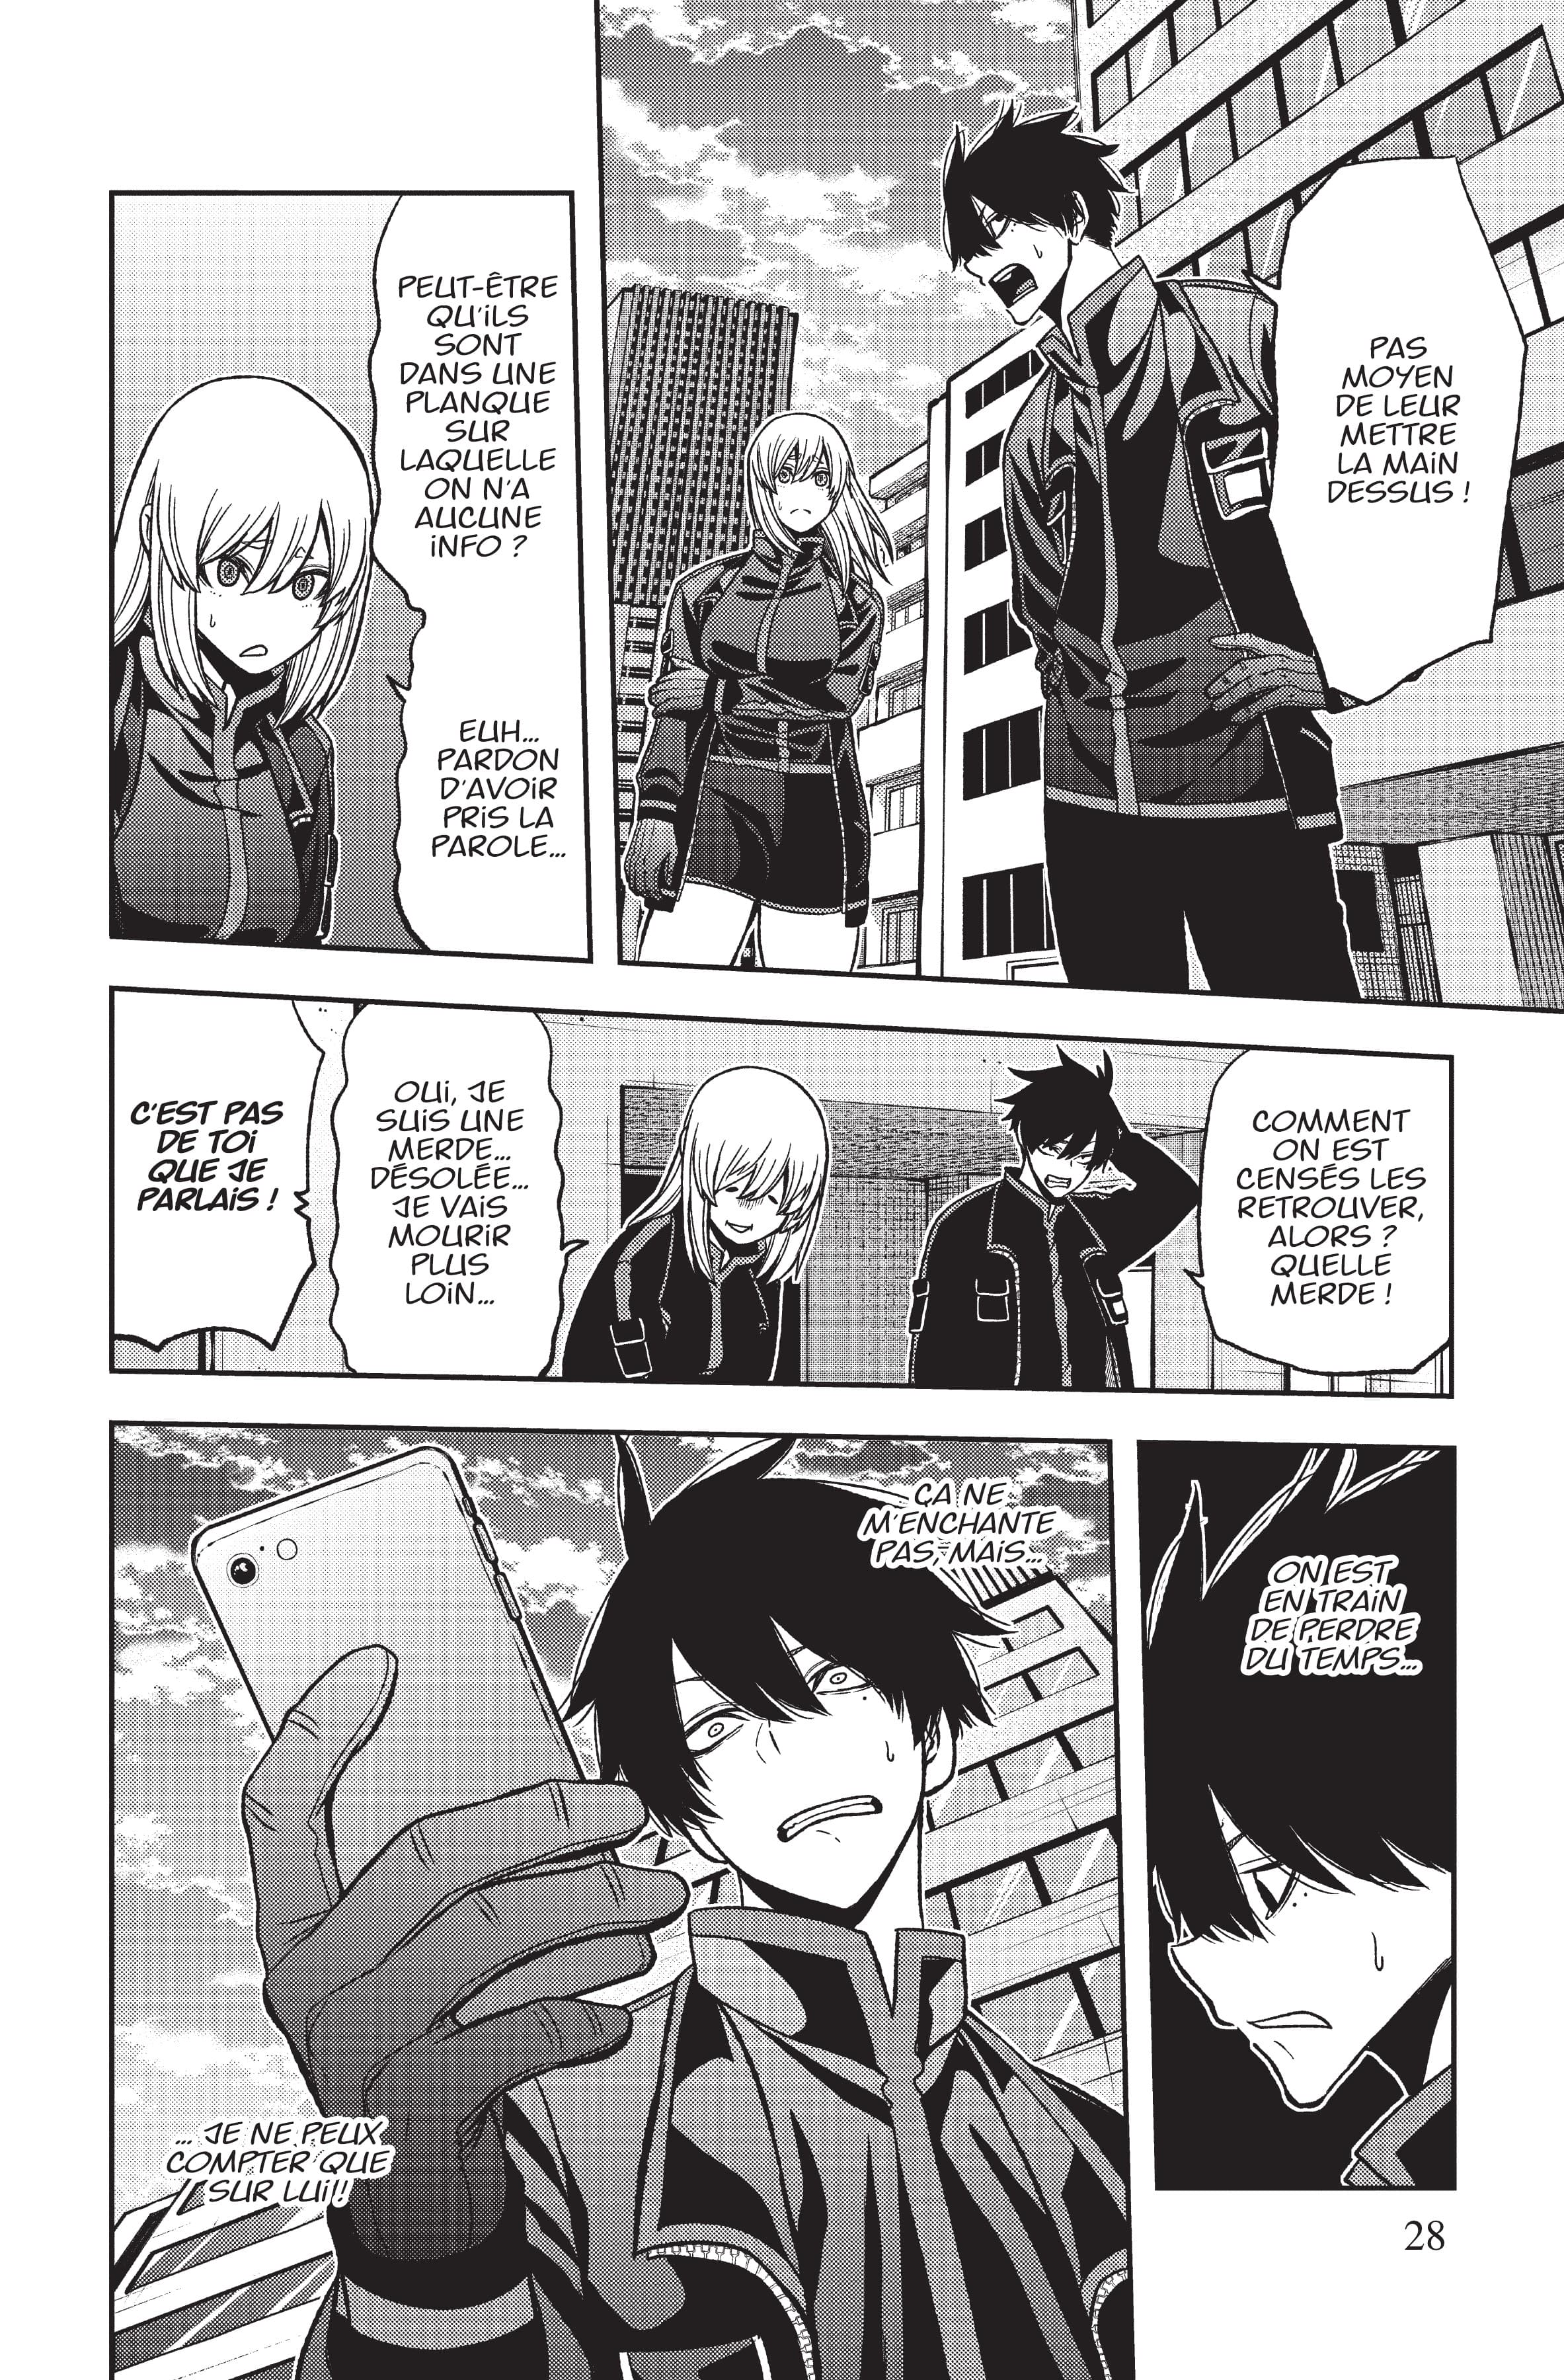 PAS
MOYEN
DE LEUR
METTRE
LA MAIN
DESSUS !
PEUT-ÊTRE
QU'ILS
SONT
DANS UNE
PLANQUE
SUR
LAQUELLE
ON N'A
AUCUNE
INFO ?
EUH...
PARDON
D'AVOIR
PRIS LA
PAROLE...
COMMENT
ON EST
CENSÉS LES
RETROUVER,
ALORS ?
QUELLE
MERDE !
OUI, JE
SUIS UNE
MERDE...
DÉSOLÉE...
JE VAIS
MOURIR
PLUS
LOIN...
C'EST PAS
DE TOI
QUE JE
PARLAIS !
ON EST
EN TRAIN
DE PERDRE
DU TEMPS...
ÇA NE
M'ENCHANTE
PAS, MAIS...
... JE NE PEUX
COMPTER QUE
SUR LUI !
28